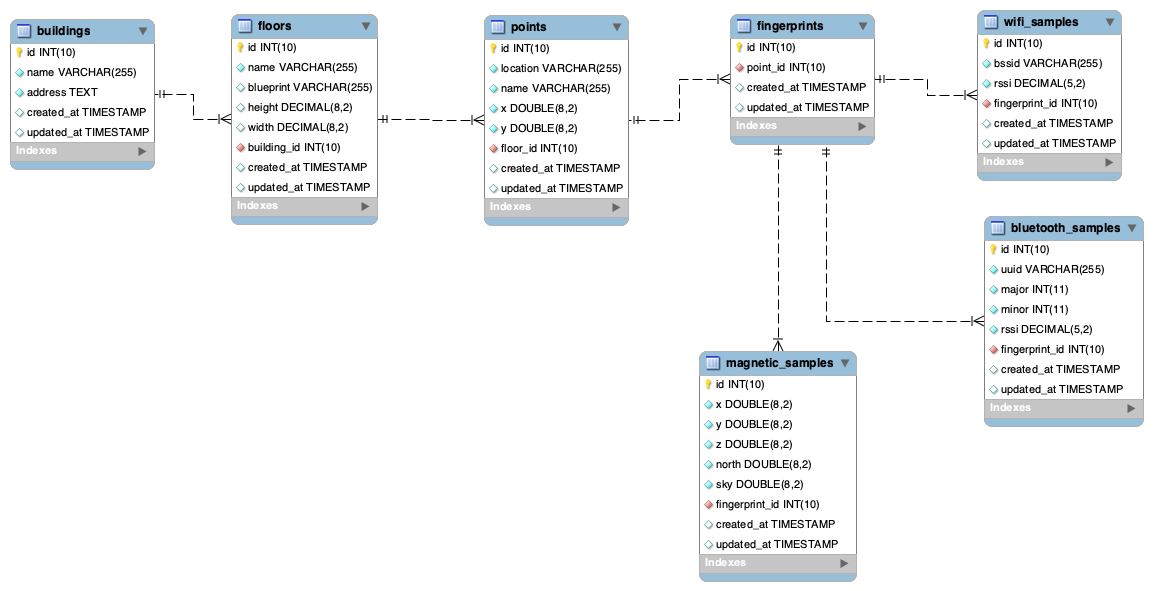 buildings
id INT(10)
name VARCHAR(255)
address TEXT
created_at TIMESTAMP
updated_at TIMESTAMP
Indexes
floors
id INT(10)
name VARCHAR(255)
blueprint VARCHAR(255)
height DECIMAL(8,2)
width DECIMAL(8,2)
building_id INT(10)
created_at TIMESTAMP
updated_at TIMESTAMP
Indexes
points
id INT(10)
location VARCHAR(255)
name VARCHAR(255)
x DOUBLE(8,2)
y DOUBLE(8,2)
floor_id INT(10)
created_at TIMESTAMP
updated_at TIMESTAMP
Indexes
fingerprints
id INT(10)
point_id INT(10)
created_at TIMESTAMP
updated_at TIMESTAMP
Indexes
wifi_samples
id INT(10)
bssid VARCHAR(255)
rssi DECIMAL(5,2)
fingerprint_id INT(10)
created_at TIMESTAMP
updated_at TIMESTAMP
Indexes
bluetooth_samples
id INT(10)
uuid VARCHAR(255)
major INT(11)
minor INT(11)
rssi DECIMAL(5,2)
fingerprint_id INT(10)
created_at TIMESTAMP
updated_at TIMESTAMP
Indexes
magnetic_samples
id INT(10)
x DOUBLE(8,2)
y DOUBLE(8,2)
z DOUBLE(8,2)
north DOUBLE(8,2)
sky DOUBLE(8,2)
fingerprint_id INT(10)
created_at TIMESTAMP
updated_at TIMESTAMP
Indexes